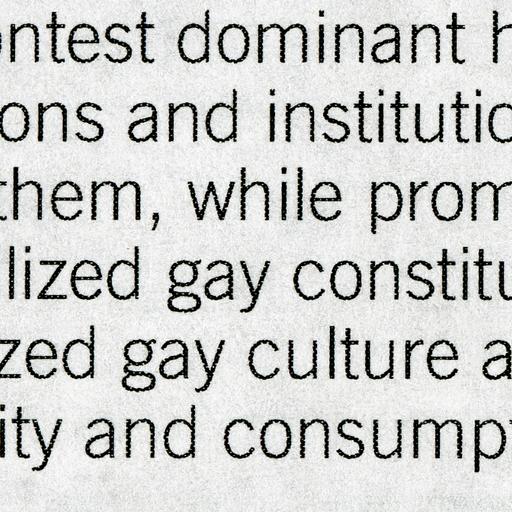 ontest dominant h
ons and institutio
them, while prom
lized gay constitu
zed gay culture a
ity and consump